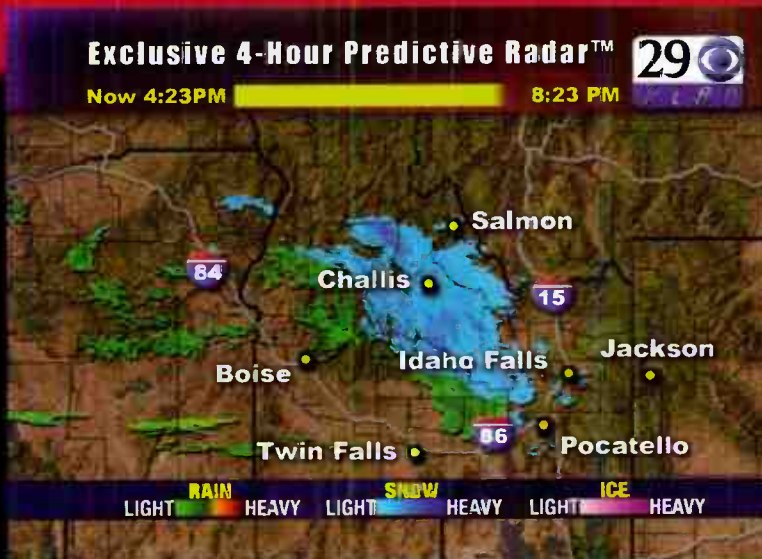 Exclusive 4-Hour Predictive Radar™
29
Now 4:23PM
8:23 PM
Salmon
84
Challis
15
Boise
Idaho Falls
Jackson
86
Twin Falls
Pocatello
RAIN SNOW ICE
LIGHT HEAVY LIGHT HEAVY LIGHT HEAVY